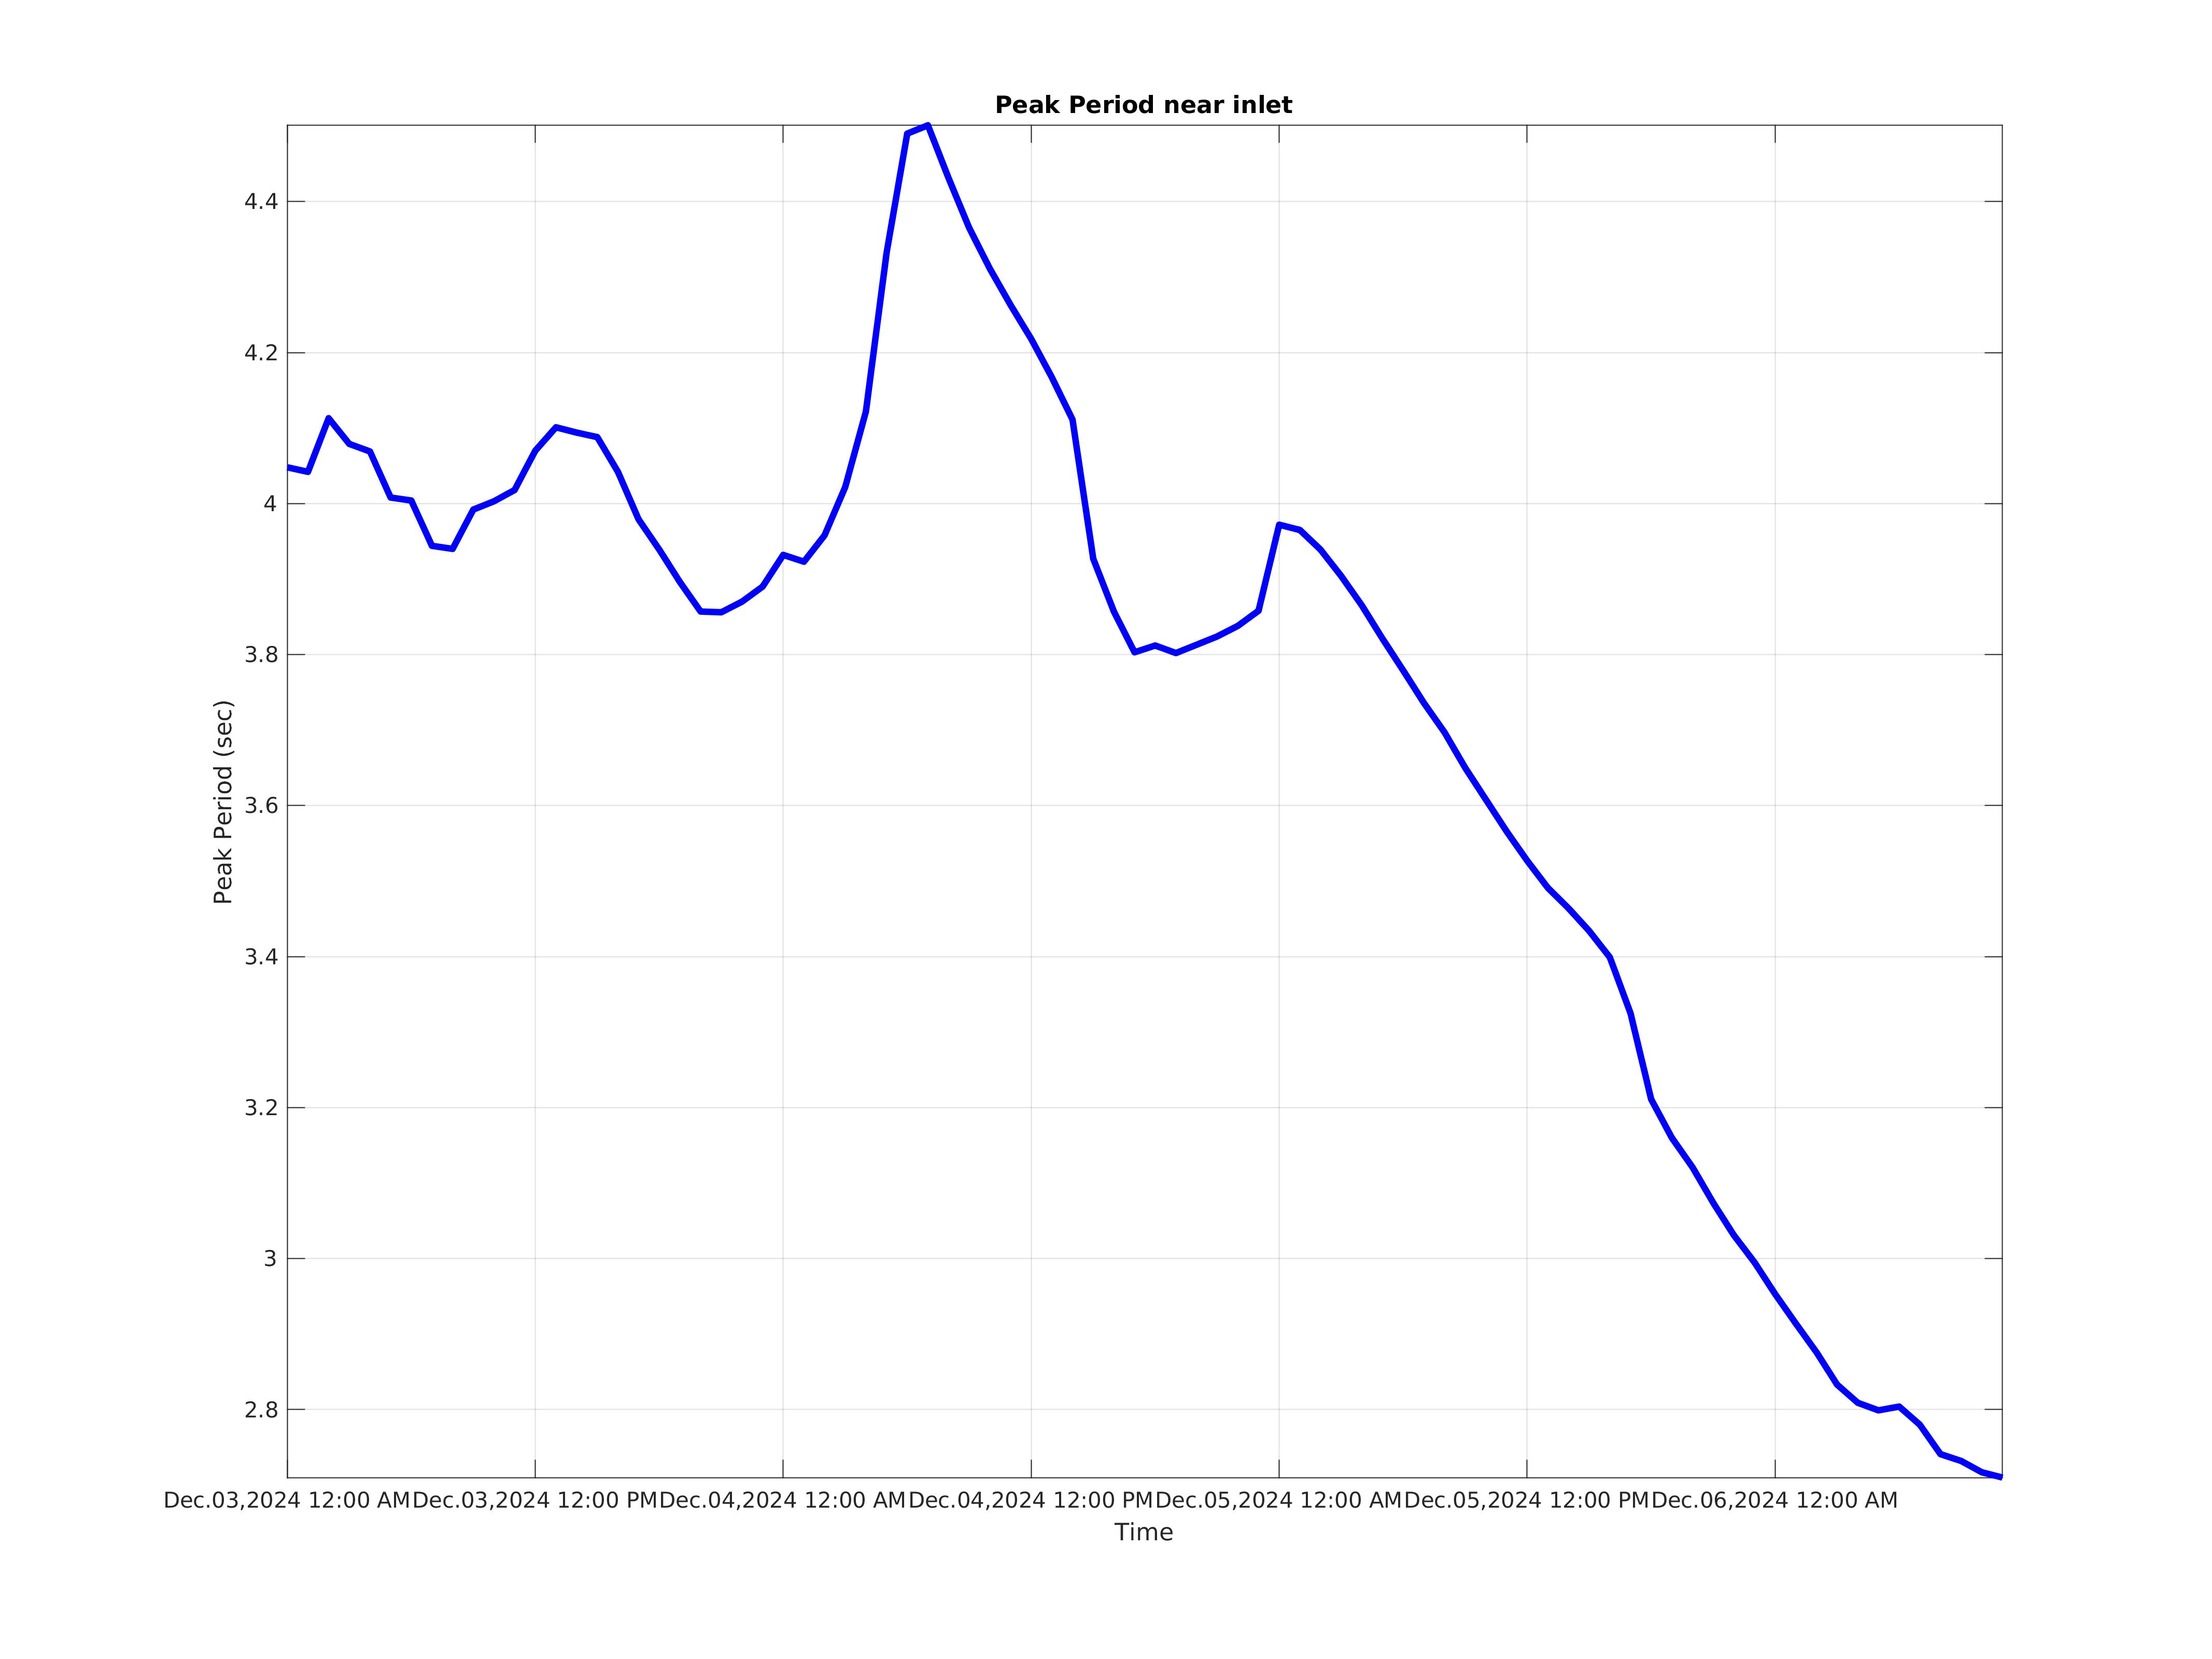 Peak Period near inlet
4.4
4.2
4
3.8
3.6
3.4
3.2
3
2.8
Peak Period (sec)
Dec.03,2024 12:00 AM Dec.03,2024 12:00 PM Dec.04,2024 12:00 AM Dec.04,2024 12:00 PM Dec.05,2024 12:00 AM Dec.05,2024 12:00 PM Dec.06,2024 12:00 AM
Time